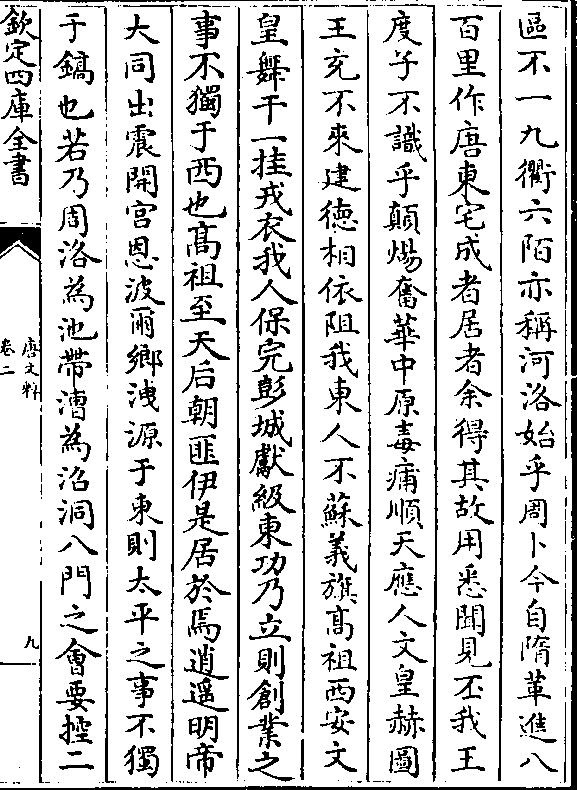 區不一九衢六陌亦稱河洛始乎周卜今自隋革進八
百里作唐東宅成者居者余得其故用悉聞見丕我王
度子不識乎顛煬奮華中原毒痡順天應人文皇赫圖
王充不來建德相依阻我東人不蘇義旗髙祖西安文
皇舞干一挂戎衣我人保完彭城獻級東功乃立則創業之
事不獨于西也髙祖至天后朝匪伊是居於焉逍遥明帝
大同出震開宫恩波爾鄉洩源于東則太平之事不獨
于鎬也若乃周洛為池帶漕為沼洞八門之會要控二
欽定四庫全書
唐文粹
卷二
九